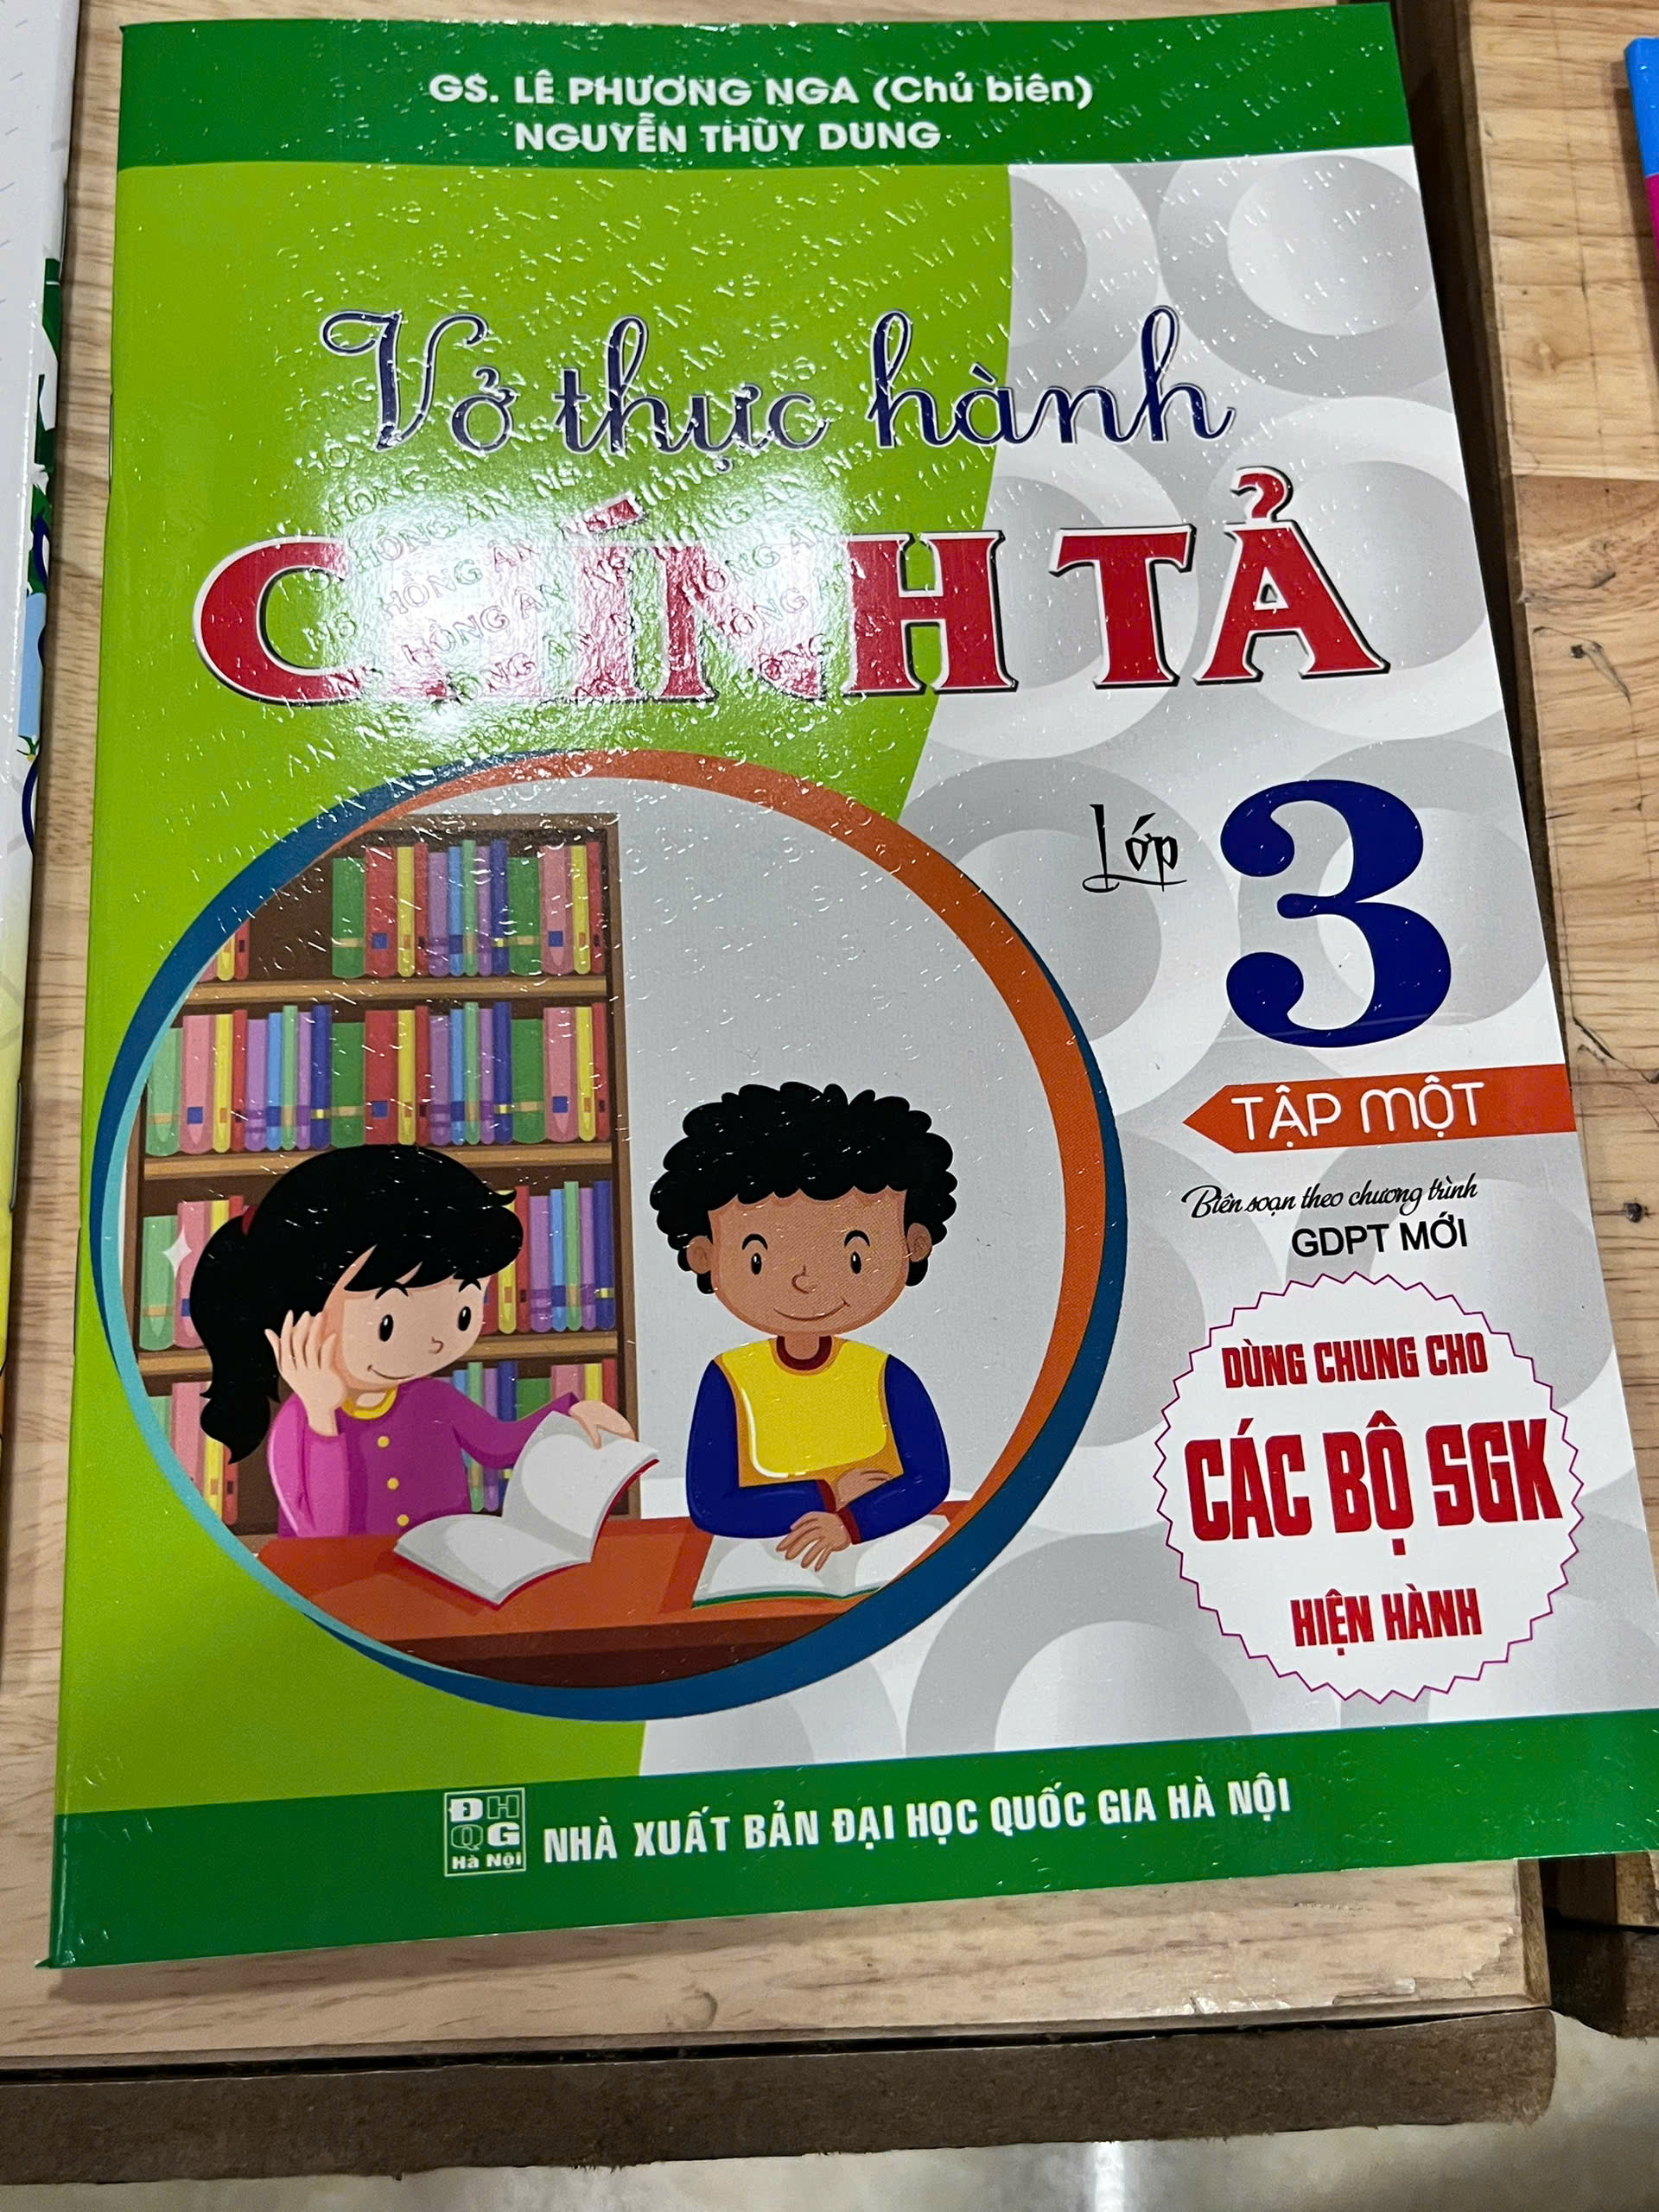 GS. LÊ PHƯƠNG NGA (Chủ biên)
NGUYỄN THÙY DUNG
Vở thực hành
CHÍNH TẢ
Lớp 3
TẬP MỘT
Biên soạn theo chương trình
GDPT MỚI
DÙNG CHUNG CHO
CÁC BỘ SGK
HIỆN HÀNH
ĐH
QG
Hà Nội
NHÀ XUẤT BẢN ĐẠI HỌC QUỐC GIA HÀ NỘI